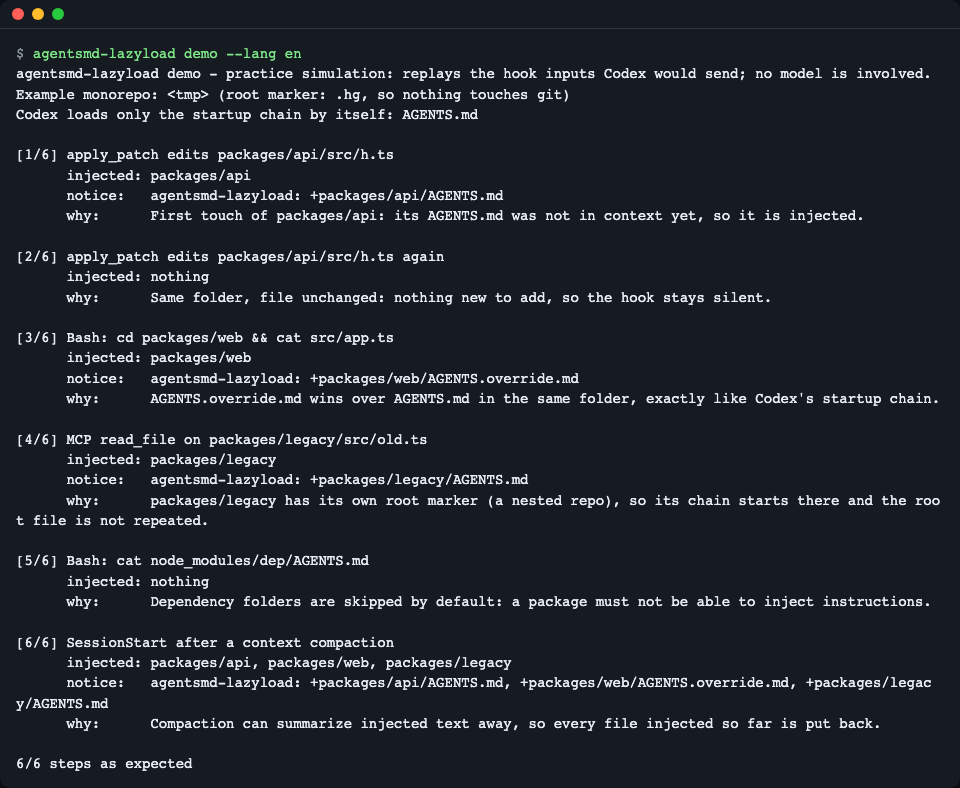 $ agentsmd-lazyload demo --lang en
agentsmd-lazyload demo - practice simulation: replays the hook inputs Codex would send; no model is involved.
Example monorepo: <tmp> (root marker: .hg, so nothing touches git)
Codex loads only the startup chain by itself: AGENTS.md

[1/6] apply_patch edits packages/api/src/h.ts
      injected: packages/api
      notice:   agentsmd-lazyload: +packages/api/AGENTS.md
      why:      First touch of packages/api: its AGENTS.md was not in context yet, so it is injected.

[2/6] apply_patch edits packages/api/src/h.ts again
      injected: nothing
      why:      Same folder, file unchanged: nothing new to add, so the hook stays silent.

[3/6] Bash: cd packages/web && cat src/app.ts
      injected: packages/web
      notice:   agentsmd-lazyload: +packages/web/AGENTS.override.md
      why:      AGENTS.override.md wins over AGENTS.md in the same folder, exactly like Codex's startup chain.

[4/6] MCP read_file on packages/legacy/src/old.ts
      injected: packages/legacy
      notice:   agentsmd-lazyload: +packages/legacy/AGENTS.md
      why:      packages/legacy has its own root marker (a nested repo), so its chain starts there and the roo
t file is not repeated.

[5/6] Bash: cat node_modules/dep/AGENTS.md
      injected: nothing
      why:      Dependency folders are skipped by default: a package must not be able to inject instructions.

[6/6] SessionStart after a context compaction
      injected: packages/api, packages/web, packages/legacy
      notice:   agentsmd-lazyload: +packages/api/AGENTS.md, +packages/web/AGENTS.override.md, +packages/legac
y/AGENTS.md
      why:      Compaction can summarize injected text away, so every file injected so far is put back.

6/6 steps as expected